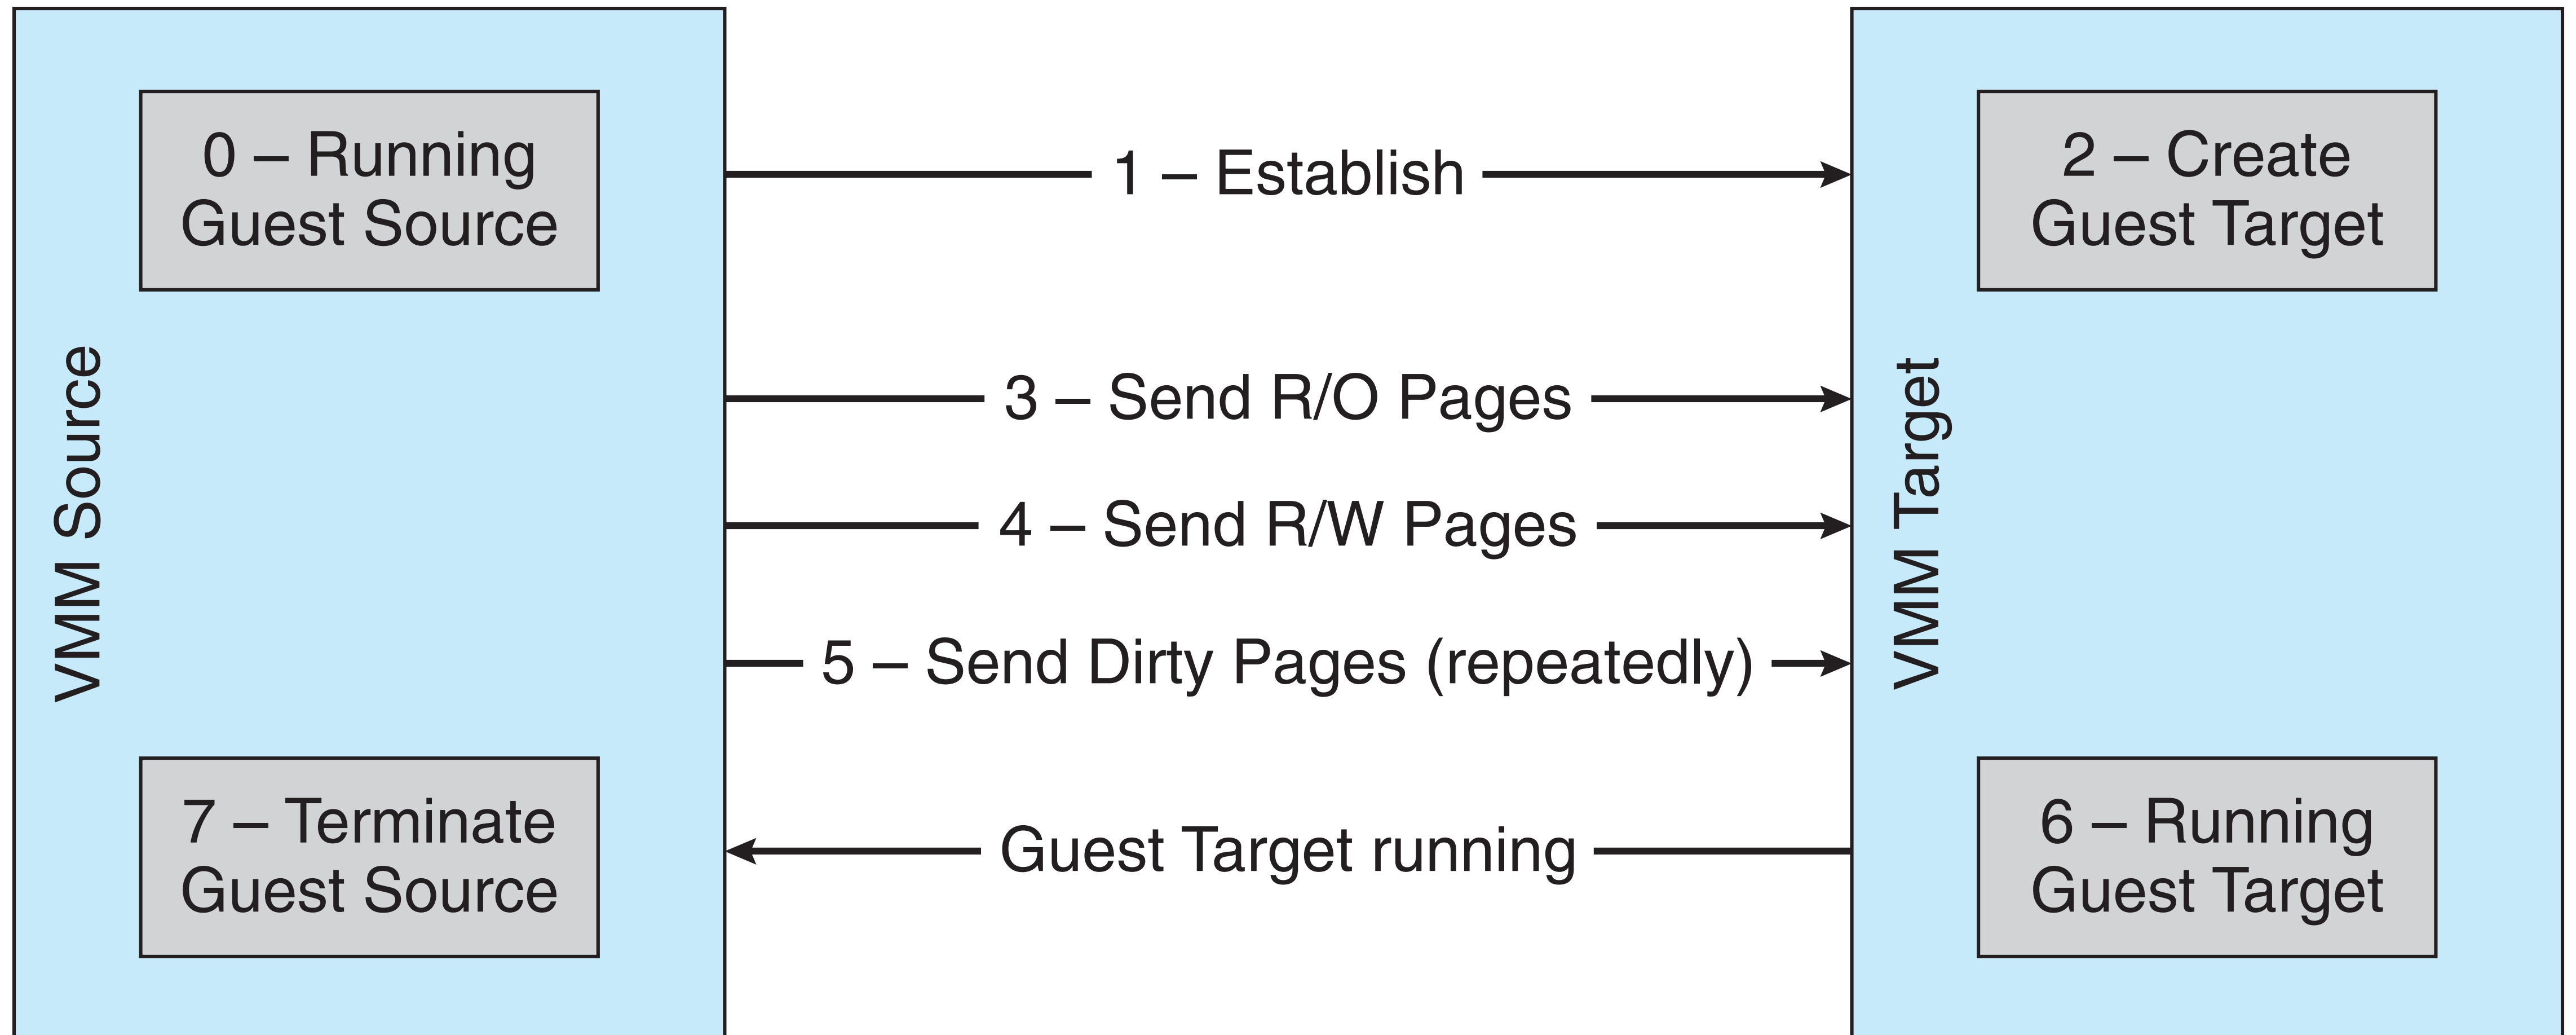 0 – Running
Guest Source
1 – Establish
2 – Create
Guest Target
VMM Source
3 – Send R/O Pages
4 – Send R/W Pages
5 – Send Dirty Pages (repeatedly)
VMM Target
7 – Terminate
Guest Source
Guest Target running
6 – Running
Guest Target